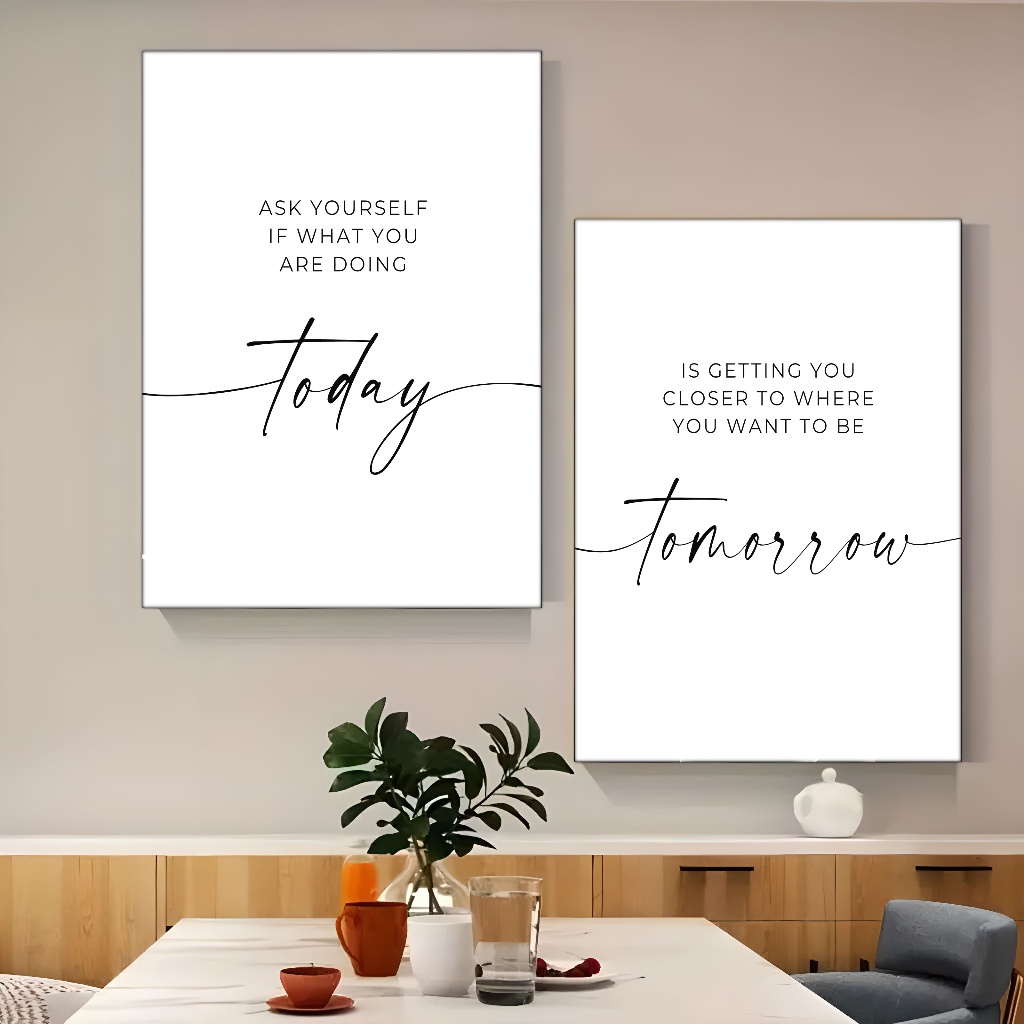 ASK YOURSELF
IF WHAT YOU
ARE DOING
today
IS GETTING YOU
CLOSER TO WHERE
YOU WANT TO BE
tomorrow